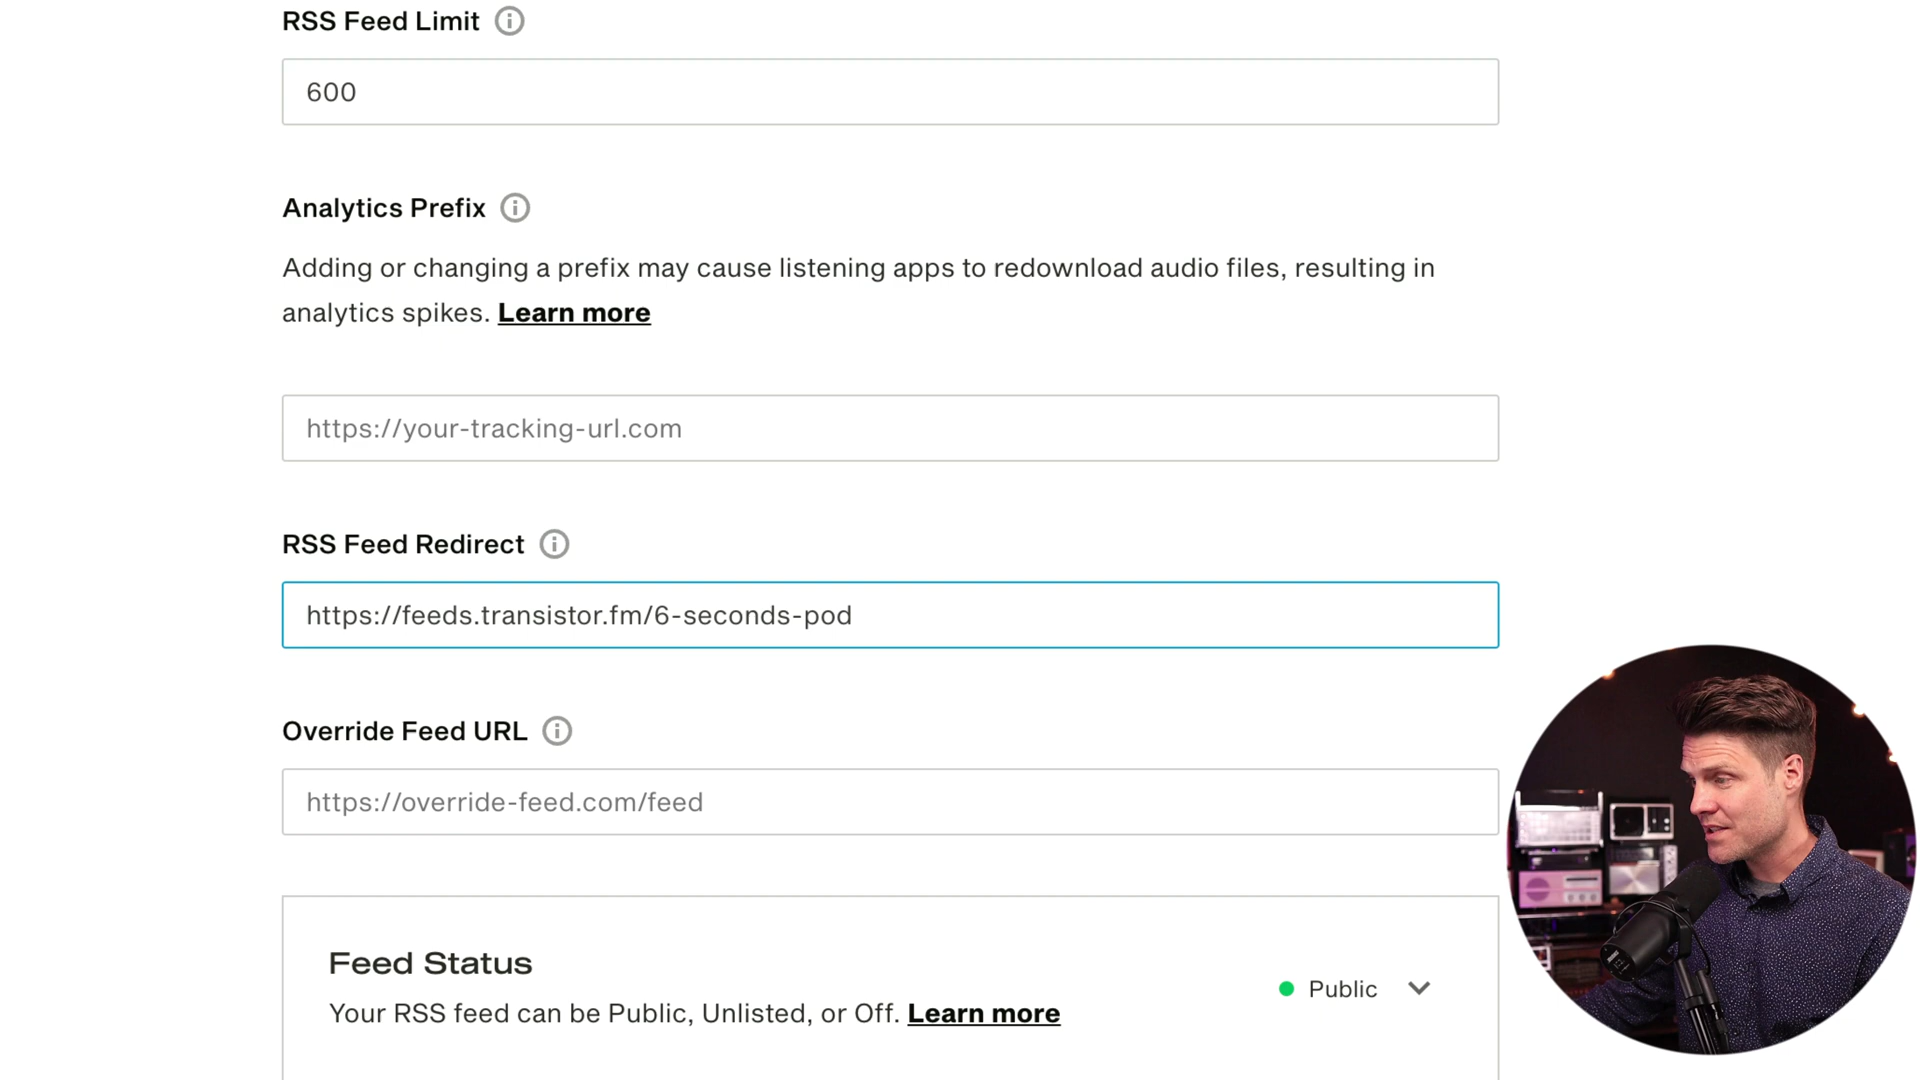 RSS Feed Limit
600
Analytics Prefix
Adding or changing a prefix may cause listening apps to redownload audio files, resulting in
analytics spikes. Learn more
https://your-tracking-url.com
RSS Feed Redirect
https://feeds.transistor.fm/6-seconds-pod
Override Feed URL
https://override-feed.com/feed
Feed Status
Public
Your RSS feed can be Public, Unlisted, or Off. Learn more